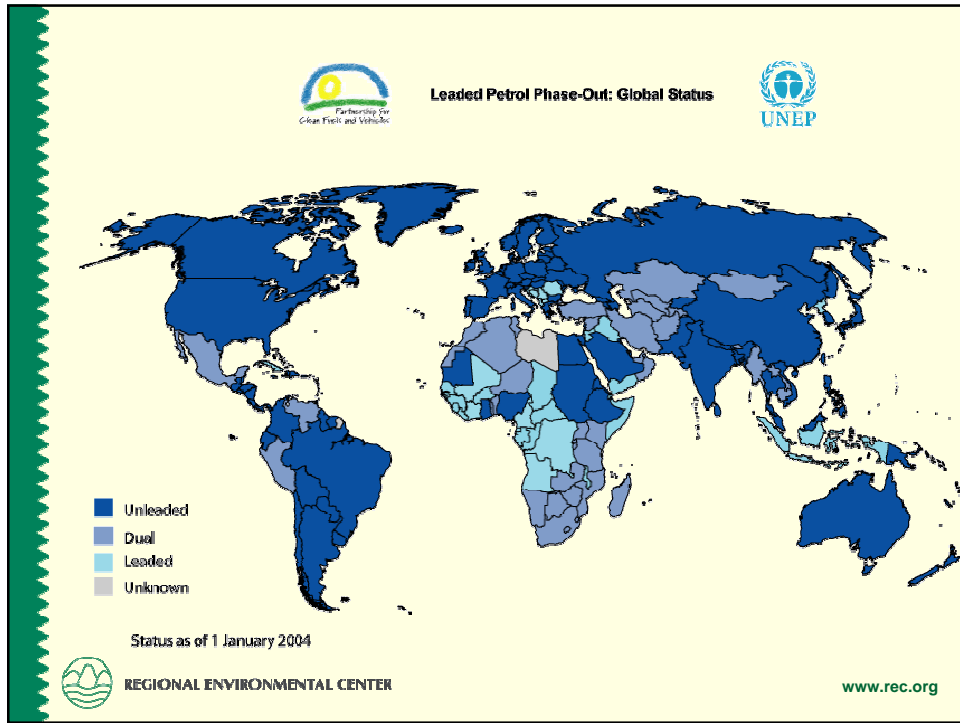 Leaded Petrol Phase-Out: Global Status
Partnership for
Clean Fuels and Vehicles
UNEP
Unleaded
Dual
Leaded
Unknown
Status as of 1 January 2004
REGIONAL ENVIRONMENTAL CENTER
www.rec.org